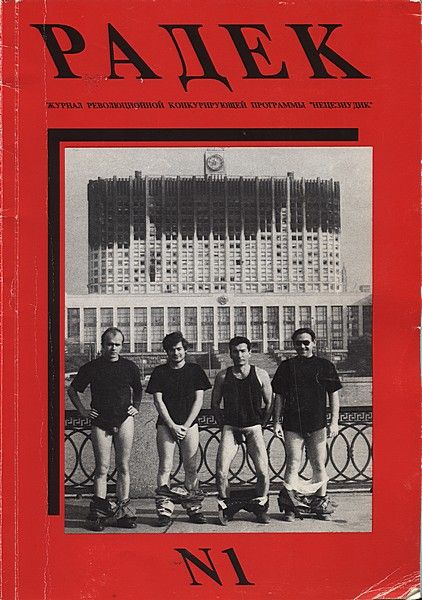 РАДЕК
ЖУРНАЛ РЕВОЛЮЦИОННОЙ КОНКУРИРУЮЩЕЙ ПРОГРАММЫ "НЕЦЕЗИУДИК"
N1